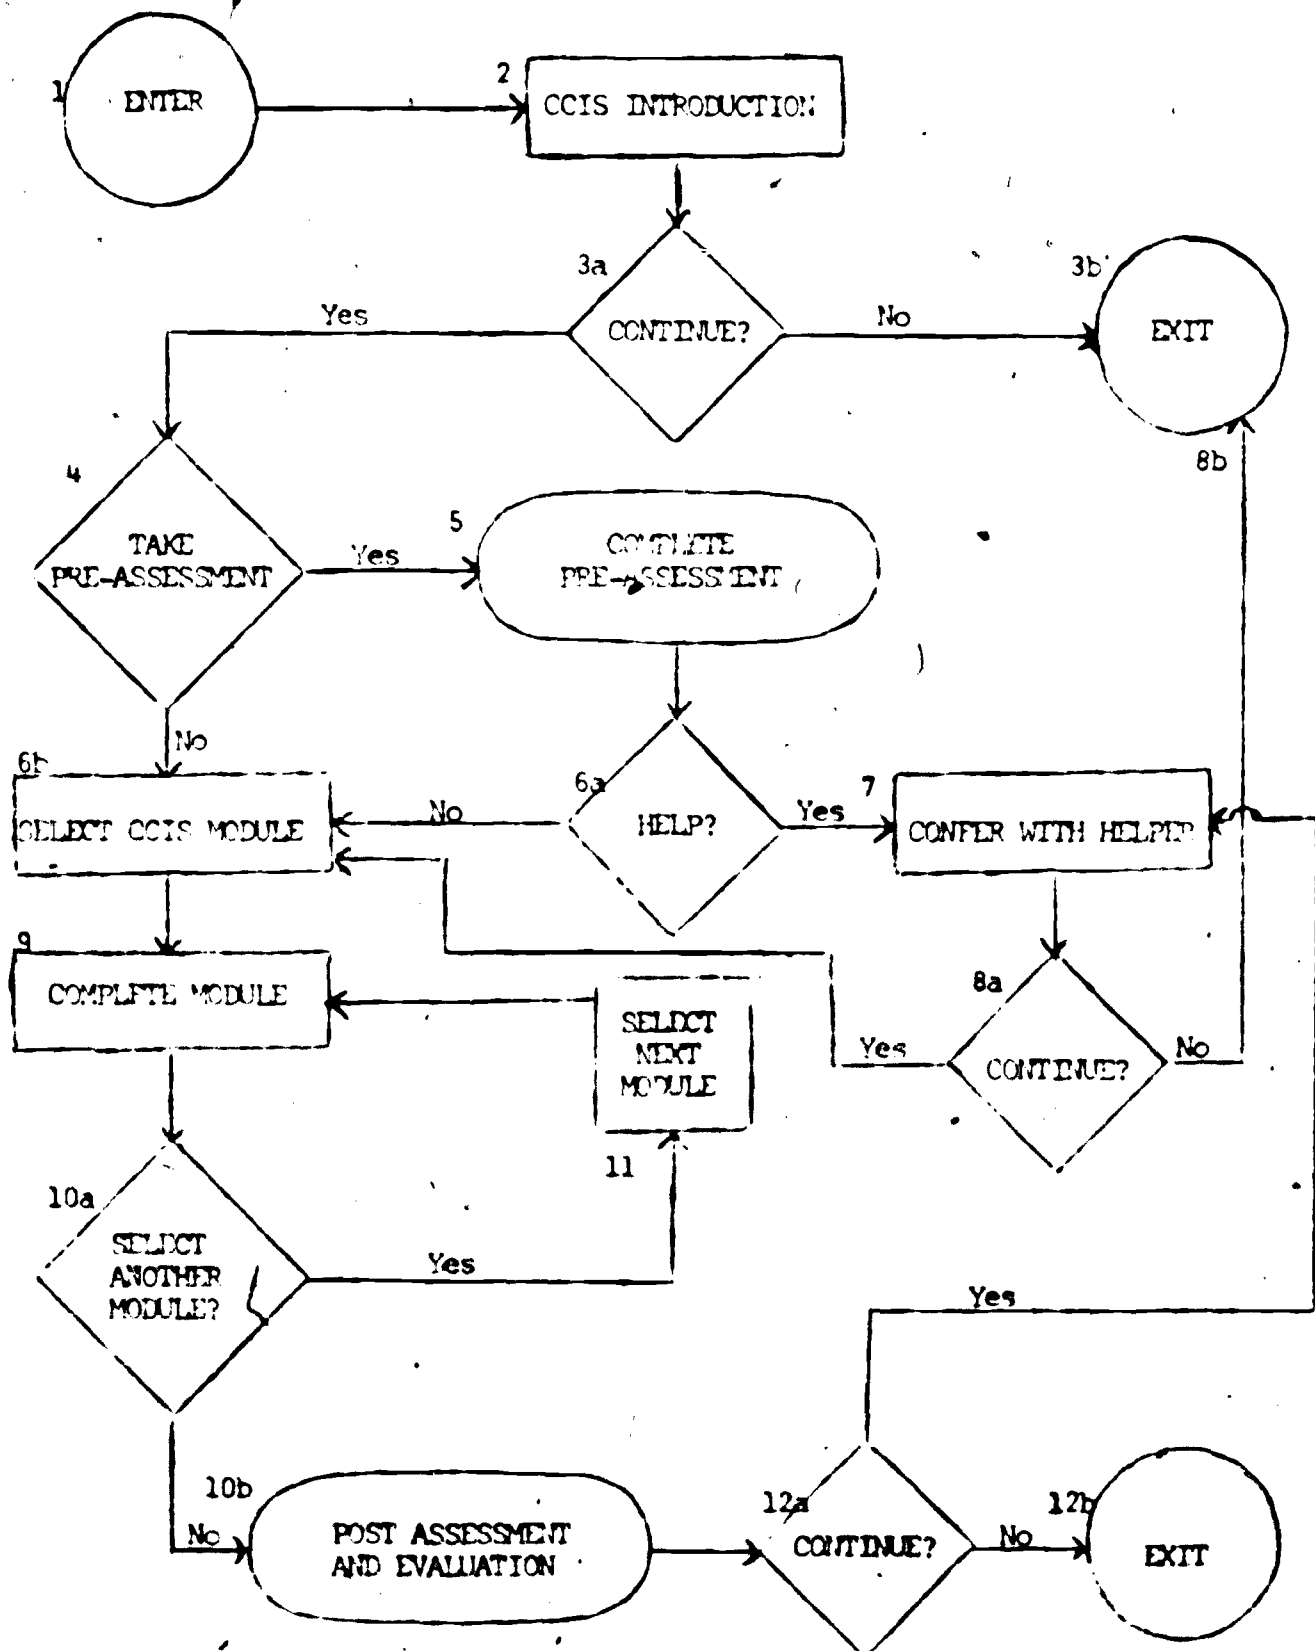 1
ENTER
2
CCIS INTRODUCTION
3a
CONTINUE?
Yes
No
3b
EXIT
8b
4
TAKE
PRE-ASSESSMENT
Yes
5
COMPLETE
PRE-ASSESSMENT
No
6b
SELECT CCIS MODULE
No
6a
HELP?
Yes
7
CONFER WITH HELPER
9
COMPLETE MODULE
SELECT
NEXT
MODULE
11
Yes
8a
CONTINUE?
No
10a
SELECT
ANOTHER
MODULE?
Yes
Yes
10b
No
POST ASSESSMENT
AND EVALUATION
12a
CONTINUE?
No
12b
EXIT